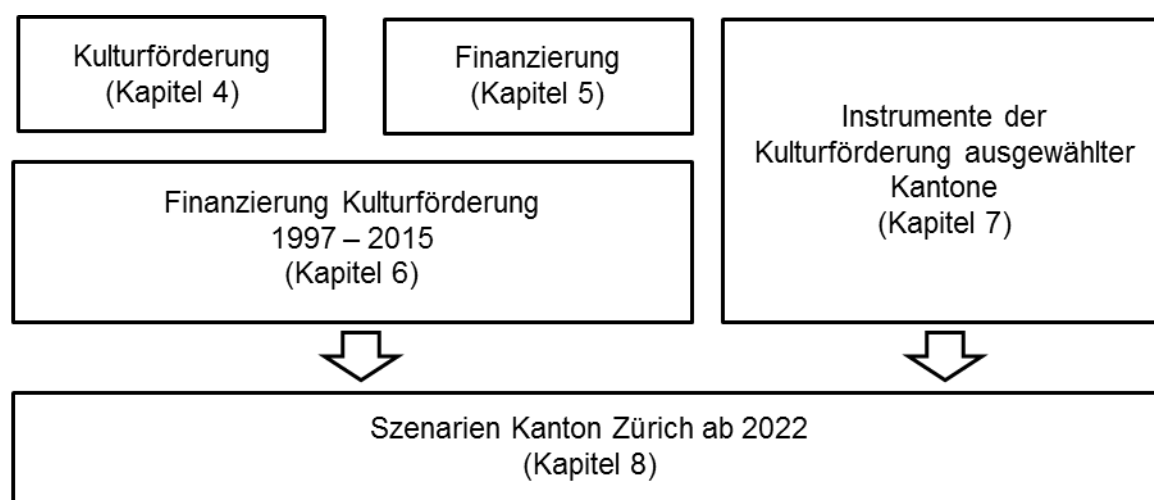 Kulturförderung
(Kapitel 4)
Finanzierung
(Kapitel 5)
Instrumente der
Kulturförderung ausgewählter
Kantone
(Kapitel 7)
Finanzierung Kulturförderung
1997 – 2015
(Kapitel 6)
Szenarien Kanton Zürich ab 2022
(Kapitel 8)